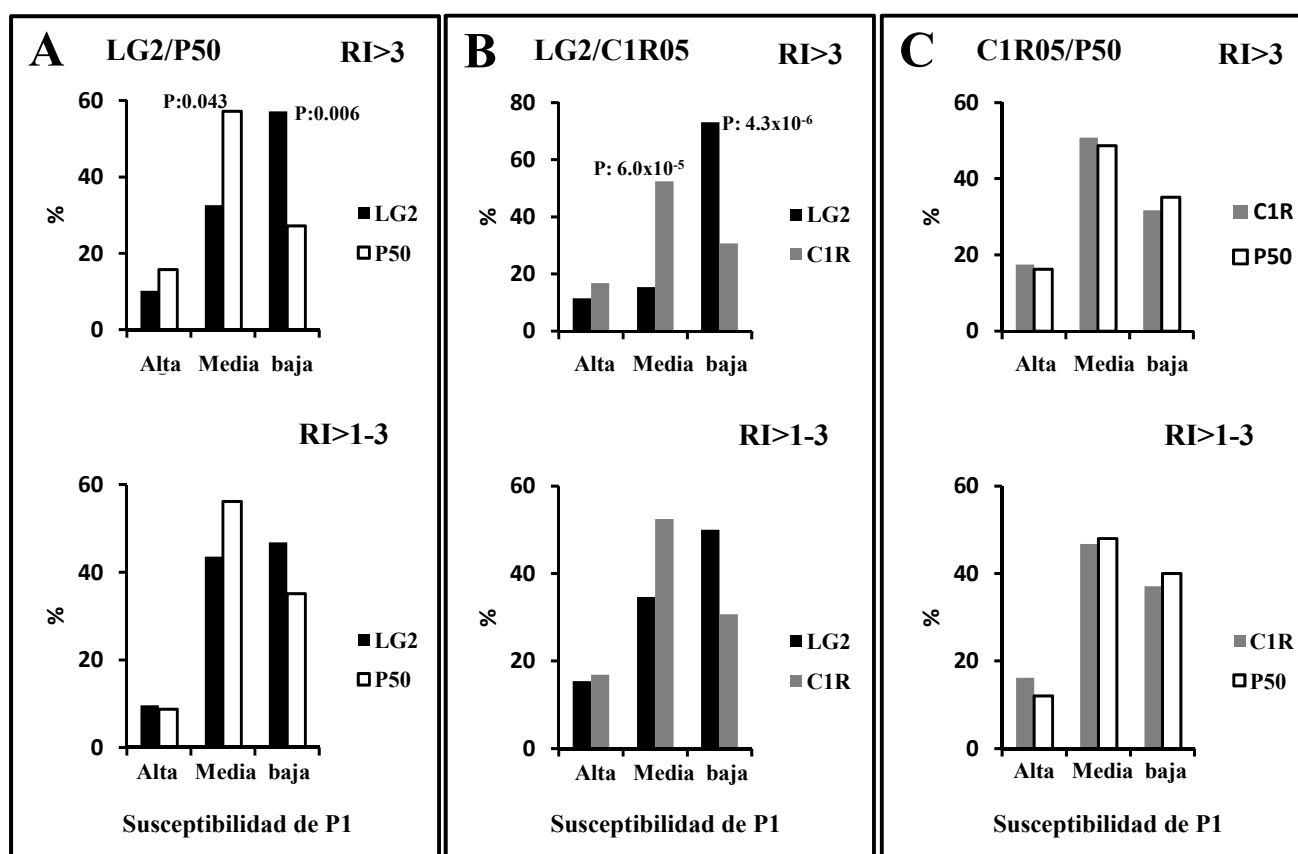 A LG2/P50 RI>3
P:0.043
P:0.006
60
40
20
0
%
Alta Media baja
LG2
P50
RI>1-3
60
40
20
0
%
Alta Media baja
LG2
P50
Susceptibilidad de P1
B LG2/C1R05 RI>3
P: 4.3x10-6
P: 6.0x10-5
80
60
40
20
0
%
Alta Media baja
LG2
C1R
RI>1-3
60
40
20
0
%
Alta Media baja
LG2
C1R
Susceptibilidad de P1
C C1R05/P50 RI>3
60
40
20
0
%
Alta Media baja
C1R
P50
RI>1-3
60
40
20
0
%
Alta Media baja
C1R
P50
Susceptibilidad de P1